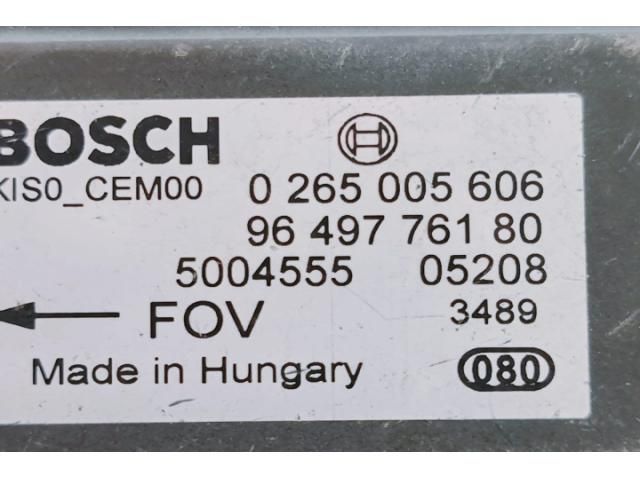 BOSCH
KIS0_CEM00 0 265 005 606
96 497 761 80
5004555 05208
FOV 3489
Made in Hungary 080